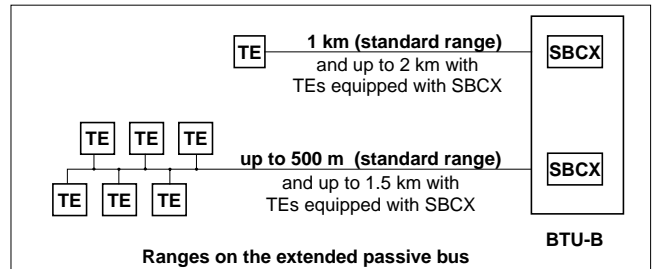 TE
1 km (standard range)
and up to 2 km with
TEs equipped with SBCX
SBCX
TE TE TE
TE TE TE
up to 500 m (standard range)
and up to 1.5 km with
TEs equipped with SBCX
SBCX
BTU-B
Ranges on the extended passive bus